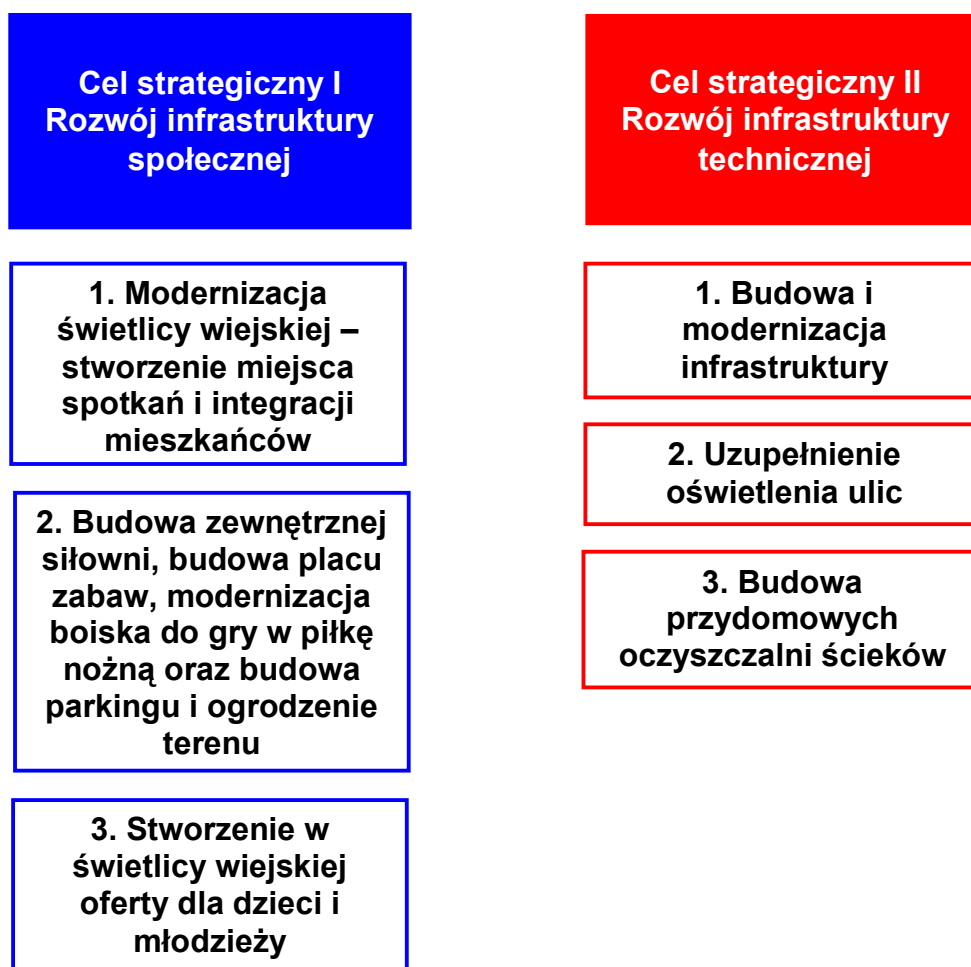 Cel strategiczny I
Rozwój infrastruktury
społecznej
1. Modernizacja
świetlicy wiejskiej –
stworzenie miejsca
spotkań i integracji
mieszkańców
2. Budowa zewnętrznej
siłowni, budowa placu
zabaw, modernizacja
boiska do gry w piłkę
nożną oraz budowa
parkingu i ogrodzenie
terenu
3. Stworzenie w
świetlicy wiejskiej
oferty dla dzieci i
młodzieży
Cel strategiczny II
Rozwój infrastruktury
technicznej
1. Budowa i
modernizacja
infrastruktury
2. Uzupełnienie
oświetlenia ulic
3. Budowa
przydomowych
oczyszczalni ścieków